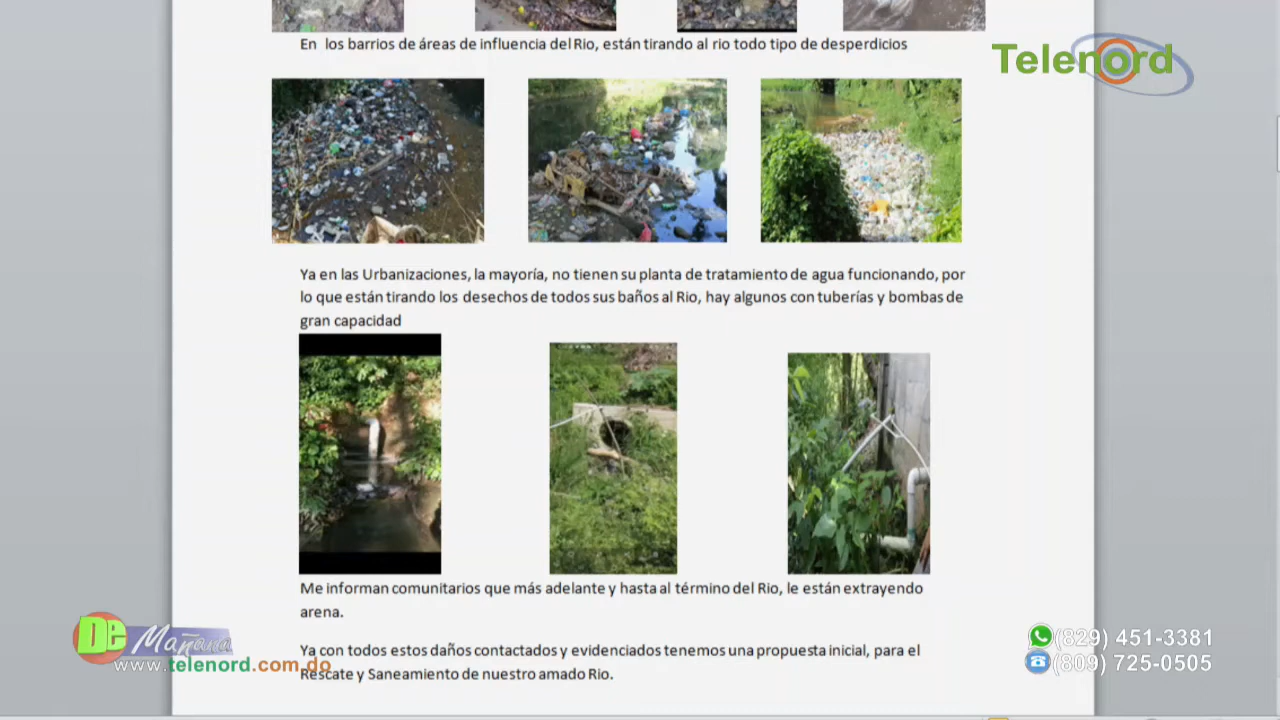 En los barrios de áreas de influencia del Rio, están tirando al rio todo tipo de desperdicios
Telenord
Ya en las Urbanizaciones, la mayoría, no tienen su planta de tratamiento de agua funcionando, por
lo que están tirando los desechos de todos sus baños al Rio, hay algunos con tuberías y bombas de
gran capacidad
Me informan comunitarios que más adelante y hasta al término del Rio, le están extrayendo
arena.
Ya con todos estos daños contactados y evidenciados tenemos una propuesta inicial, para el
Rescate y Saneamiento de nuestro amado Rio.
De Mañana
www.telenord.com.do
(829) 451-3381
(809) 725-0505